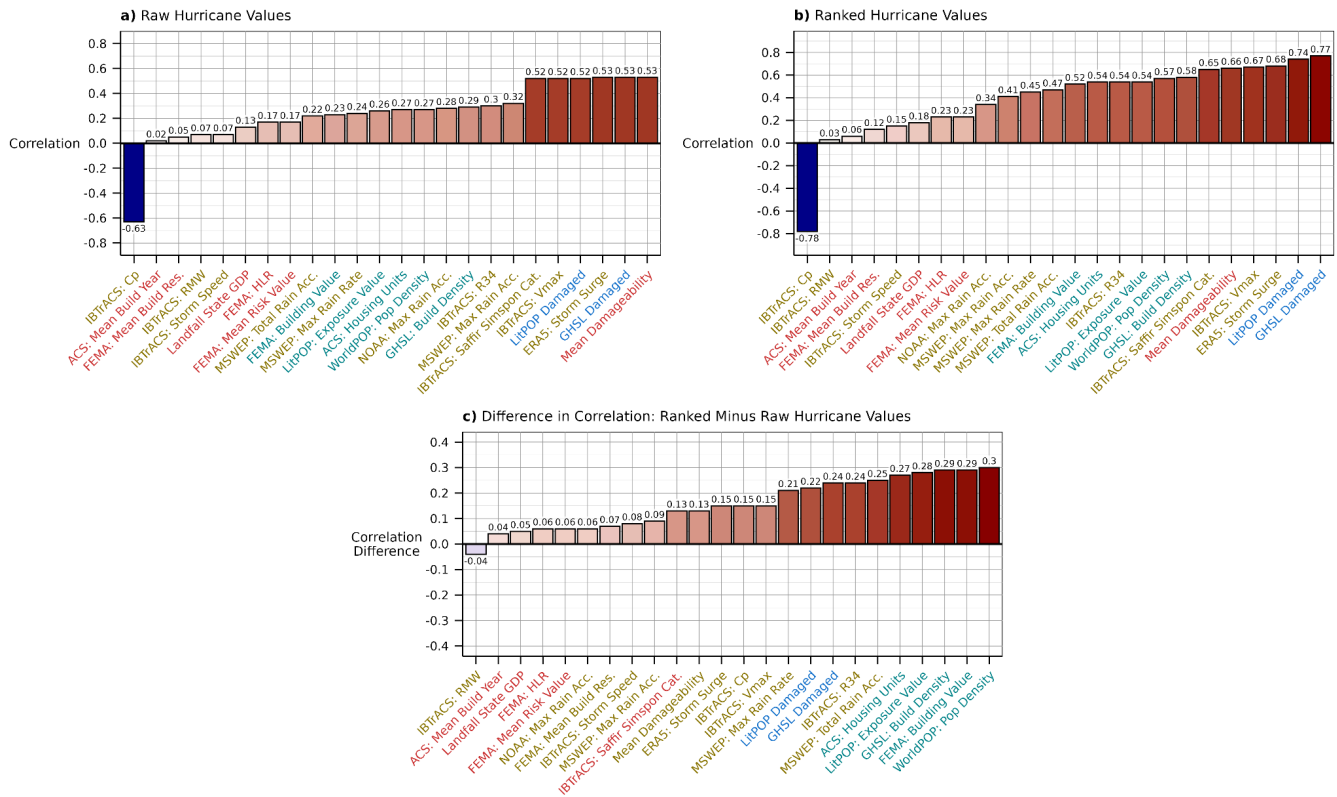 a) Raw Hurricane Values
0.8
0.6
0.4
0.2
0.0
-0.2
-0.4
-0.6
-0.8
Correlation
-0.63
0.02
0.05
0.07
0.07
0.13
0.17
0.17
0.22
0.23
0.24
0.26
0.27
0.27
0.28
0.29
0.3
0.32
0.52
0.52
0.52
0.53
0.53
0.53
IBTrACS: Cp
ACS: Mean Build Year
FEMA: Mean Build Res.
IBTrACS: RMW
IBTrACS: Storm Speed
Landfall State GDP
FEMA: HLR
FEMA: Mean Risk Value
MSWEP: Total Rain Acc.
FEMA: Building Value
MSWEP: Max Rain Rate
LitPOP: Exposure Value
ACS: Housing Units
WorldPOP: Pop Density
NOAA: Max Rain Acc.
GHSL: Build Density
IBTrACS: R34
MSWEP: Max Rain Acc.
IBTrACS: Saffir Simspon Cat.
IBTrACS: Vmax
LitPOP Damaged
ERA5: Storm Surge
GHSL Damaged
Mean Damageability
b) Ranked Hurricane Values
0.8
0.6
0.4
0.2
0.0
-0.2
-0.4
-0.6
-0.8
Correlation
-0.78
0.03
0.06
0.12
0.15
0.18
0.23
0.23
0.34
0.41
0.45
0.47
0.52
0.54
0.54
0.54
0.57
0.58
0.65
0.66
0.67
0.68
0.74
0.77
IBTrACS: Cp
IBTrACS: RMW
ACS: Mean Build Year
FEMA: Mean Build Res.
IBTrACS: Storm Speed
Landfall State GDP
FEMA: HLR
FEMA: Mean Risk Value
NOAA: Max Rain Acc.
MSWEP: Max Rain Acc.
MSWEP: Max Rain Rate
MSWEP: Total Rain Acc.
FEMA: Building Value
ACS: Housing Units
IBTrACS: R34
LitPOP: Exposure Value
WorldPOP: Pop Density
GHSL: Build Density
IBTrACS: Saffir Simspon Cat.
Mean Damageability
IBTrACS: Vmax
ERA5: Storm Surge
LitPOP Damaged
GHSL Damaged
c) Difference in Correlation: Ranked Minus Raw Hurricane Values
0.4
0.3
0.2
0.1
0.0
-0.1
-0.2
-0.3
-0.4
Correlation
Difference
-0.04
0.04
0.05
0.06
0.06
0.06
0.07
0.08
0.09
0.13
0.13
0.15
0.15
0.15
0.21
0.22
0.24
0.24
0.25
0.27
0.28
0.29
0.29
0.3
IBTrACS: RMW
ACS: Mean Build Year
Landfall State GDP
FEMA: HLR
FEMA: Mean Risk Value
NOAA: Max Rain Acc.
FEMA: Mean Build Res.
IBTrACS: Storm Speed
MSWEP: Max Rain Acc.
IBTrACS: Saffir Simspon Cat.
Mean Damageability
ERA5: Storm Surge
IBTrACS: Cp
IBTrACS: Vmax
MSWEP: Max Rain Rate
LitPOP Damaged
GHSL Damaged
IBTrACS: R34
MSWEP: Total Rain Acc.
ACS: Housing Units
LitPOP: Exposure Value
GHSL: Build Density
FEMA: Building Value
WorldPOP: Pop Density